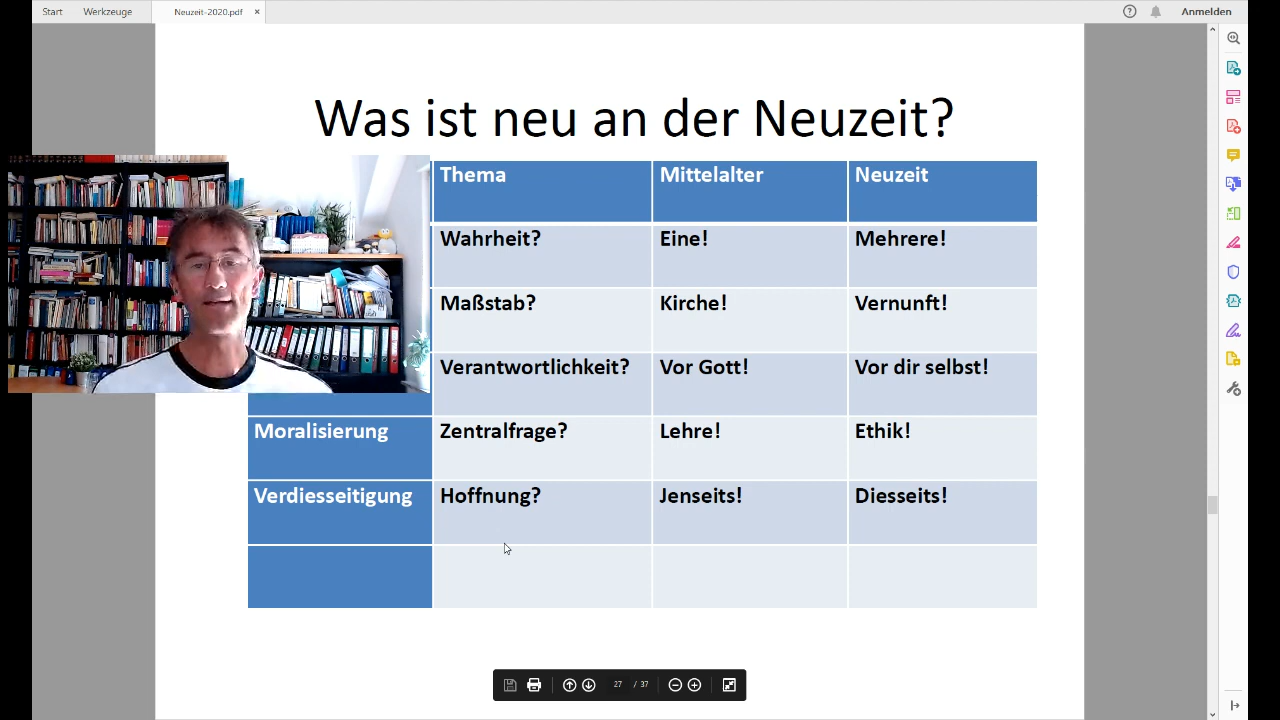 Start Werkzeuge Neuzeit-2020.pdf × Anmelden
Was ist neu an der Neuzeit?
Thema Mittelalter Neuzeit
Wahrheit? Eine! Mehrere!
Maßstab? Kirche! Vernunft!
Verantwortlichkeit? Vor Gott! Vor dir selbst!
Moralisierung Zentralfrage? Lehre! Ethik!
Verdiesseitigung Hoffnung? Jenseits! Diesseits!
27 / 37